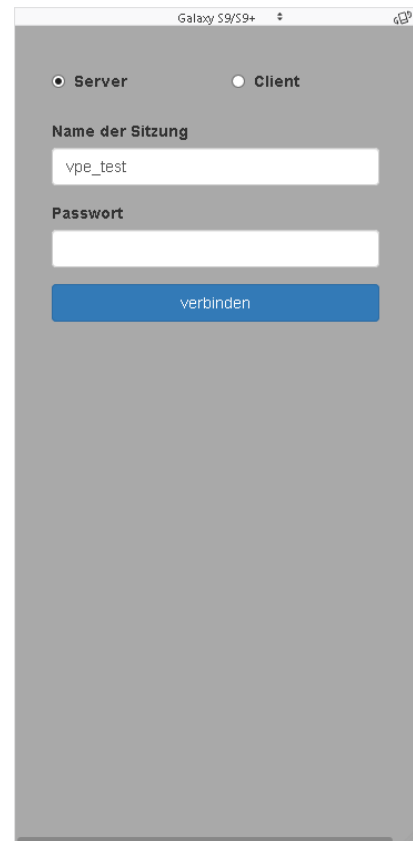 Galaxy S9/S9+
Server Client
Name der Sitzung
vpe_test
Passwort
verbinden